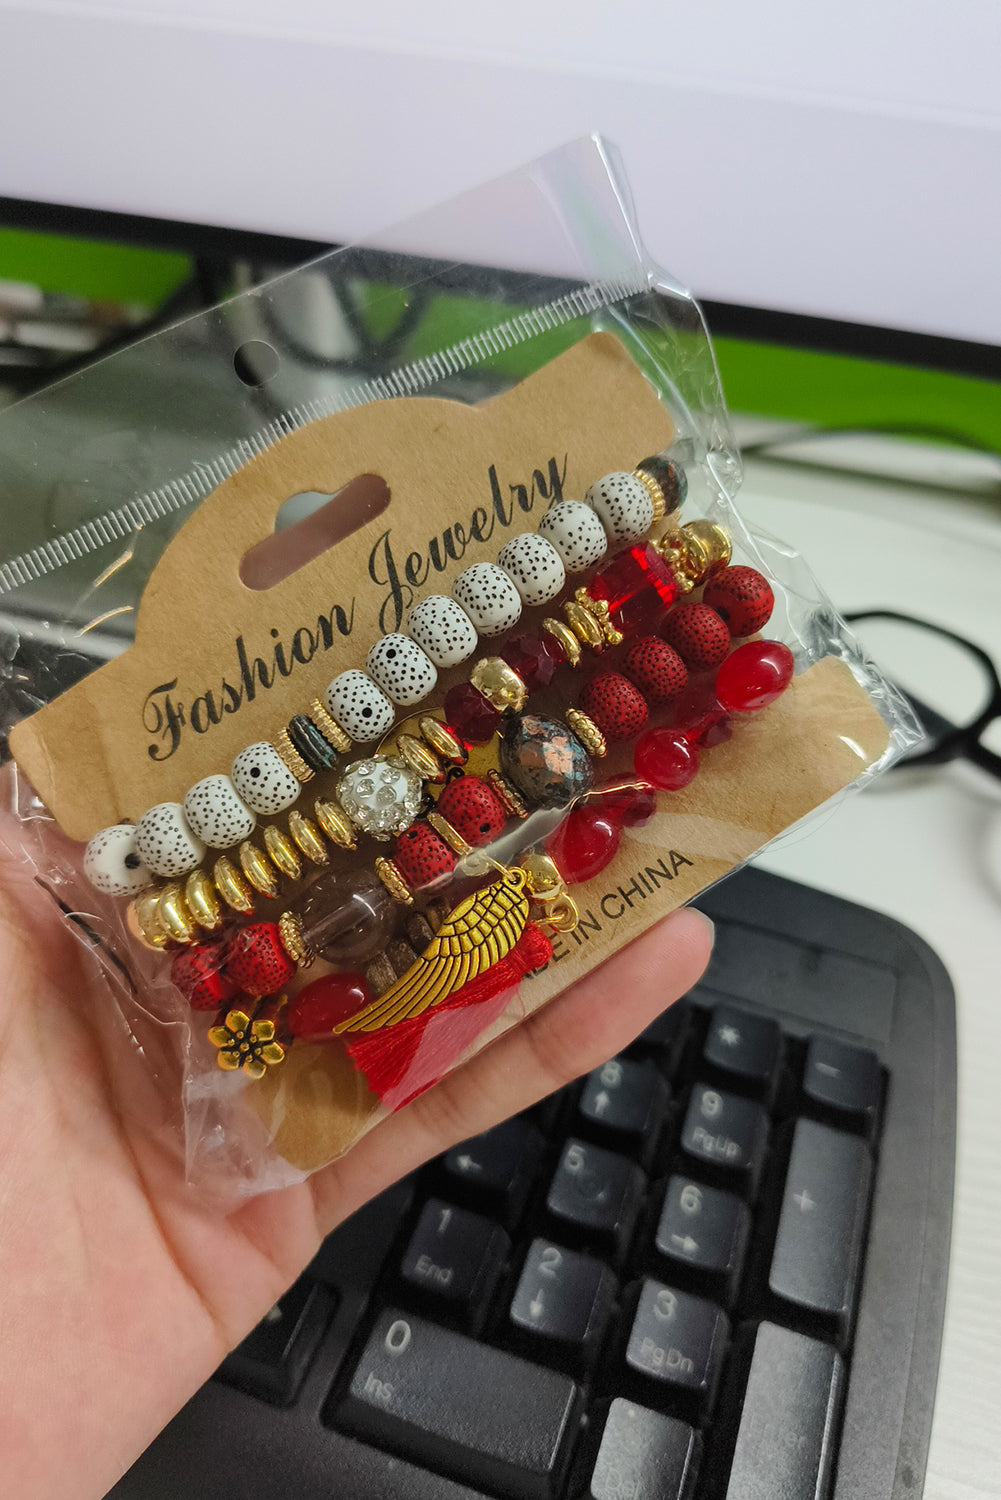 Fashion Jewelry
IN CHINA
*
-
8
9
PgUp
+
5
6
1
End
2
3
PgDn
0
Ins